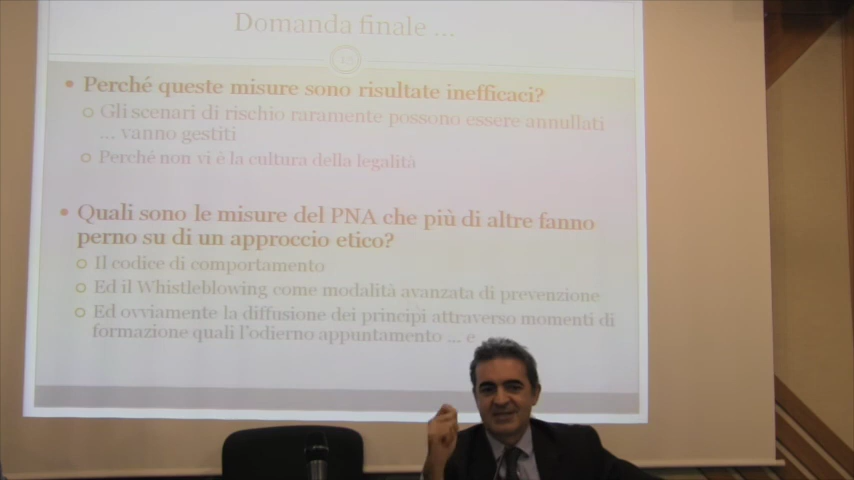 Domanda finale ...
Perché queste misure sono risultate inefficaci?
Gli scenari di rischio raramente possono essere annullati
... vanno gestiti
Perché non vi è la cultura della legalità
Quali sono le misure del PNA che più di altre fanno
perno su di un approccio etico?
Il codice di comportamento
Ed il Whistleblowing come modalità avanzata di prevenzione
Ed ovviamente la diffusione dei principi attraverso momenti di
formazione quali l'odierno appuntamento ... e